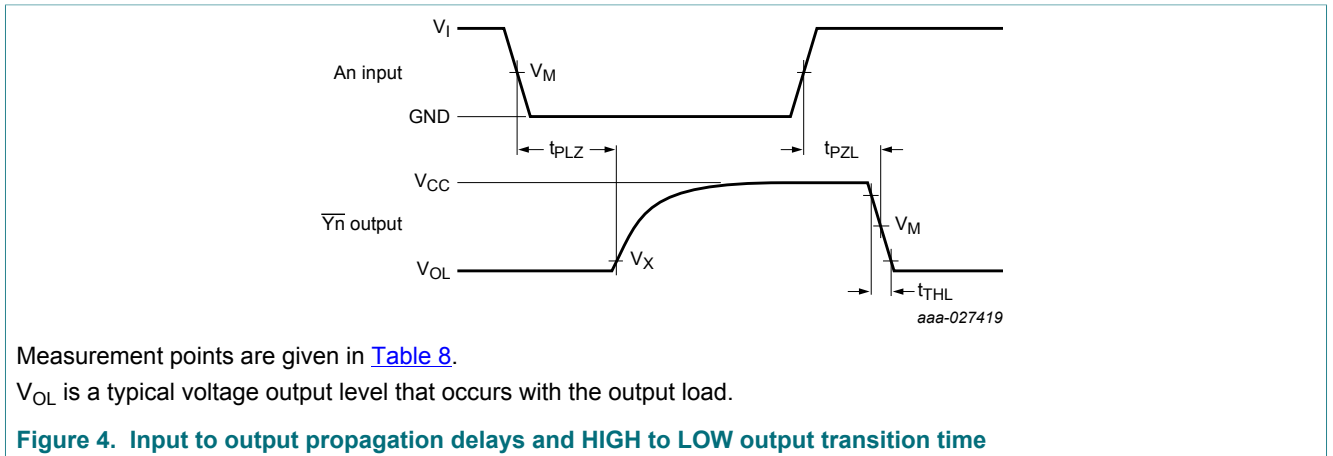 V_I
An input
V_M
GND
t_PLZ
t_PZL
V_CC
Y̅n̅ output
V_M
V_X
V_OL
t_THL
aaa-027419
Measurement points are given in Table 8.
V_OL is a typical voltage output level that occurs with the output load.
Figure 4. Input to output propagation delays and HIGH to LOW output transition time